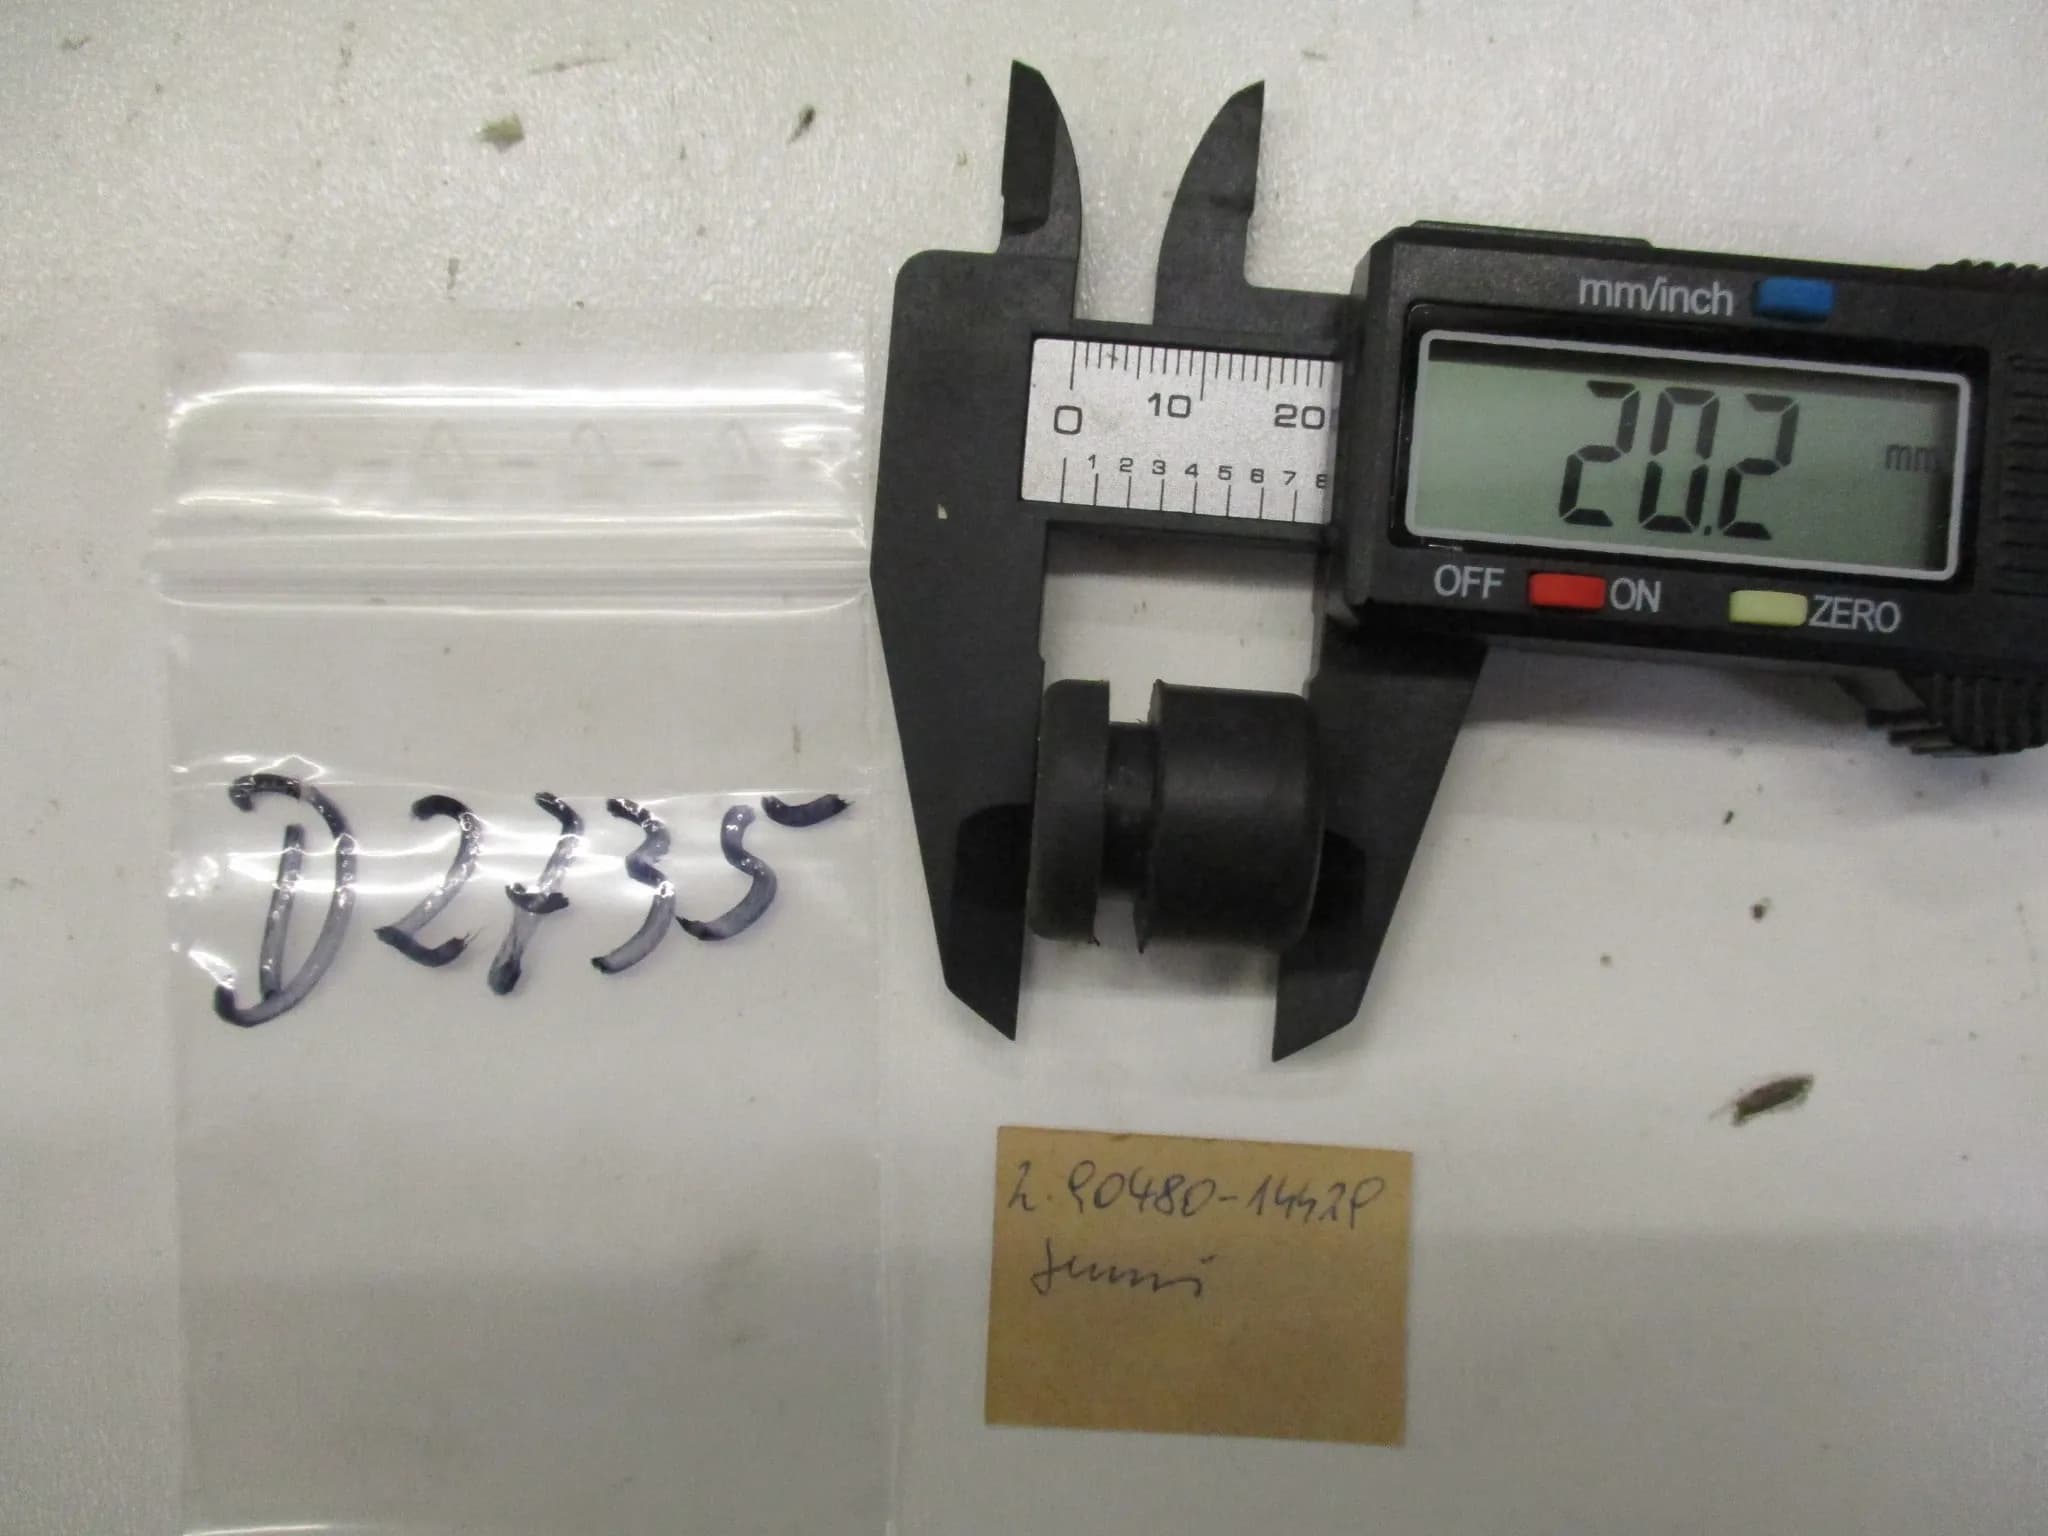 mm/inch
20.2 mm
OFF ON ZERO
0 10 20
1 2 3 4 5 6 7 8
D2735
2. 90480-14429
Gummi